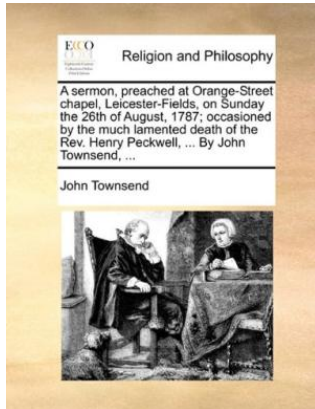 ECCO
Religion and Philosophy
A sermon, preached at Orange-Street
chapel, Leicester-Fields, on Sunday
the 26th of August, 1787; occasioned
by the much lamented death of the
Rev. Henry Peckwell, ... By John
Townsend, ...
John Townsend